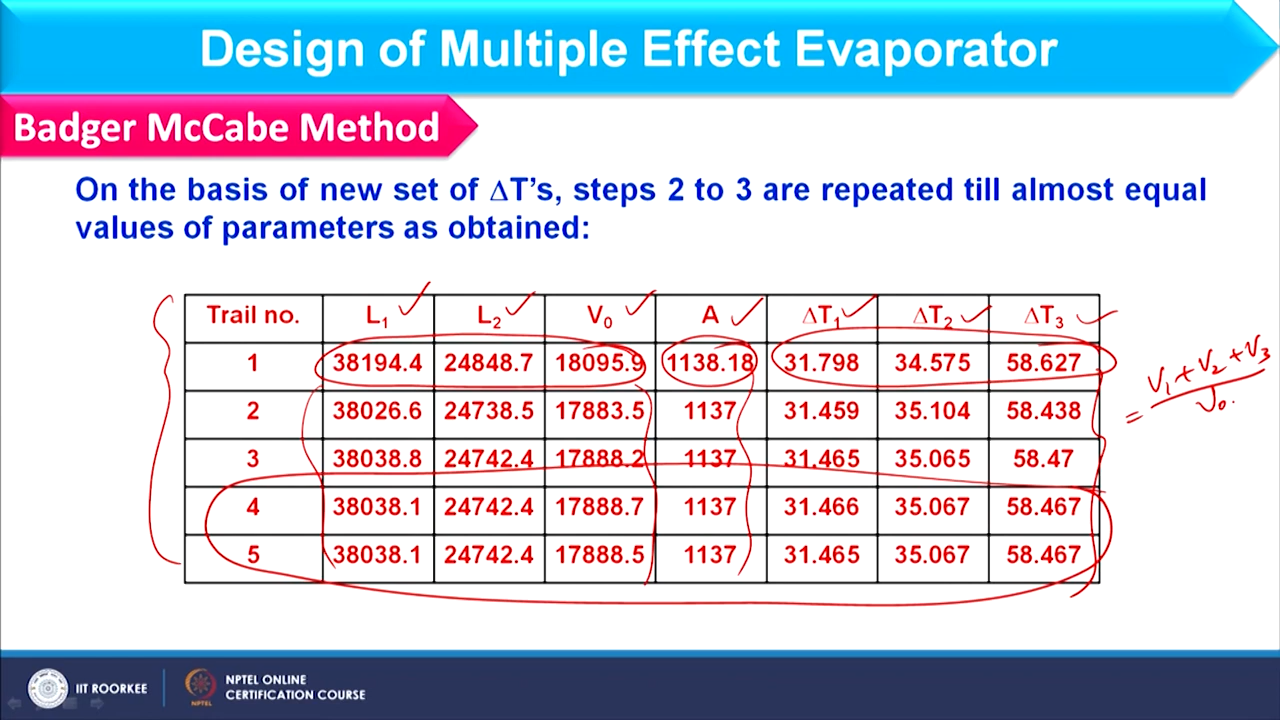 Design of Multiple Effect Evaporator
Badger McCabe Method
On the basis of new set of ∆T's, steps 2 to 3 are repeated till almost equal
values of parameters as obtained:
Trail no. L₁ L₂ V₀ A ∆T₁ ∆T₂ ∆T₃
1 38194.4 24848.7 18095.9 1138.18 31.798 34.575 58.627
2 38026.6 24738.5 17883.5 1137 31.459 35.104 58.438
3 38038.8 24742.4 17888.2 1137 31.465 35.065 58.47
4 38038.1 24742.4 17888.7 1137 31.466 35.067 58.467
5 38038.1 24742.4 17888.5 1137 31.465 35.067 58.467
V₁ + V₂ + V₃
=
V₀.
IIT ROORKEE
NPTEL ONLINE
CERTIFICATION COURSE
NPTEL